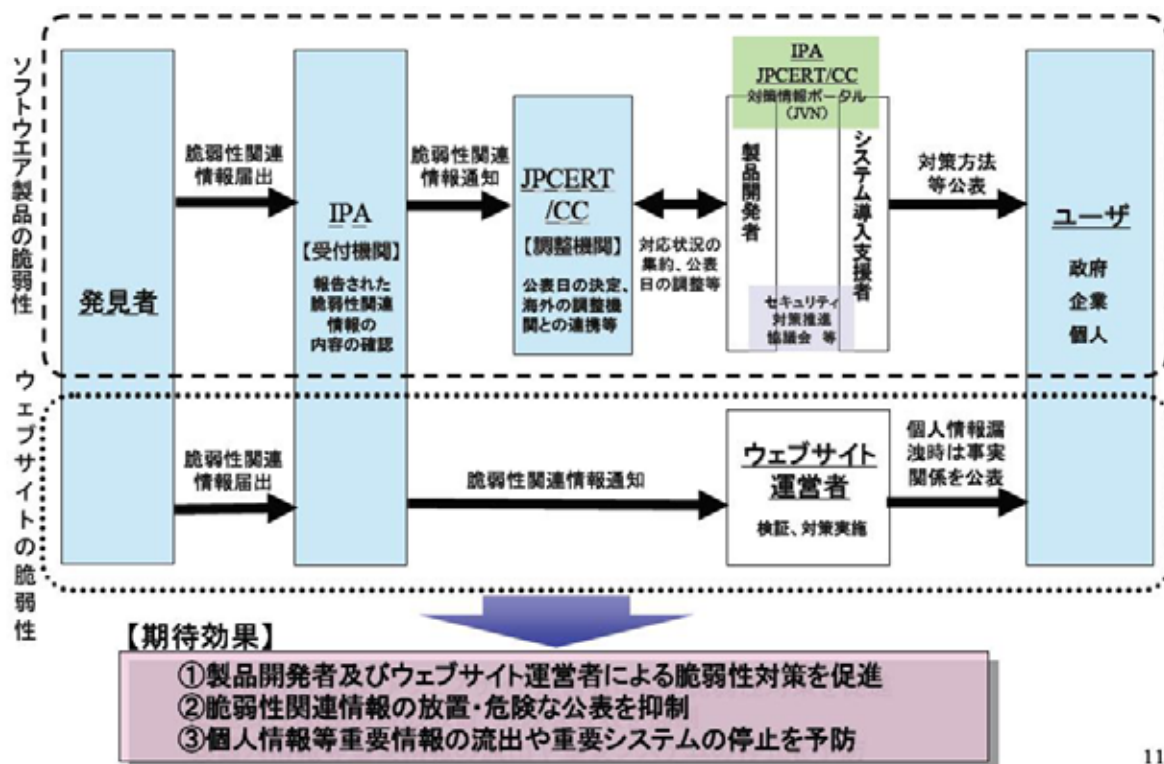 ソフトウエア製品の脆弱性
発見者
脆弱性関連
情報届出
IPA
【受付機関】
報告された
脆弱性関連
情報の
内容の確認
脆弱性関連
情報通知
JPCERT
/CC
【調整機関】
公表日の決定、
海外の調整機
関との連携等
対応状況の
集約、公表
日の調整等
IPA
JPCERT/CC
対策情報ポータル
（JVN）
製品開発者
システム導入支援者
セキュリティ
対策推進
協議会 等
対策方法
等公表
ユーザ
政府
企業
個人
ウェブサイトの脆弱性
脆弱性関連
情報届出
脆弱性関連情報通知
ウェブサイト
運営者
検証、対策実施
個人情報漏
洩時は事実
関係を公表
【期待効果】
①製品開発者及びウェブサイト運営者による脆弱性対策を促進
②脆弱性関連情報の放置・危険な公表を抑制
③個人情報等重要情報の流出や重要システムの停止を予防
11